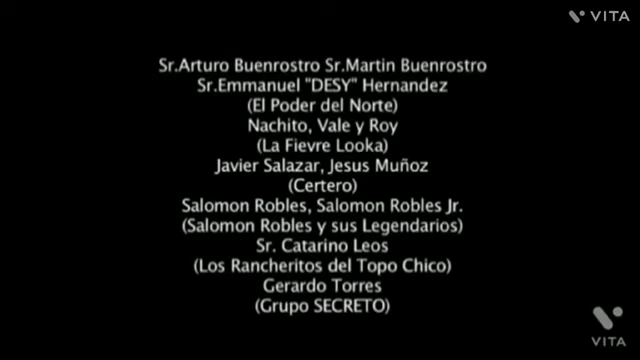 VITA
Sr.Arturo Buenrostro Sr.Martin Buenrostro
Sr.Emmanuel "DESY" Hernandez
(El Poder del Norte)
Nachito, Vale y Roy
(La Fievre Looka)
Javier Salazar, Jesus Muñoz
(Certero)
Salomon Robles, Salomon Robles Jr.
(Salomon Robles y sus Legendarios)
Sr. Catarino Leos
(Los Rancheritos del Topo Chico)
Gerardo Torres
(Grupo SECRETO)
VITA